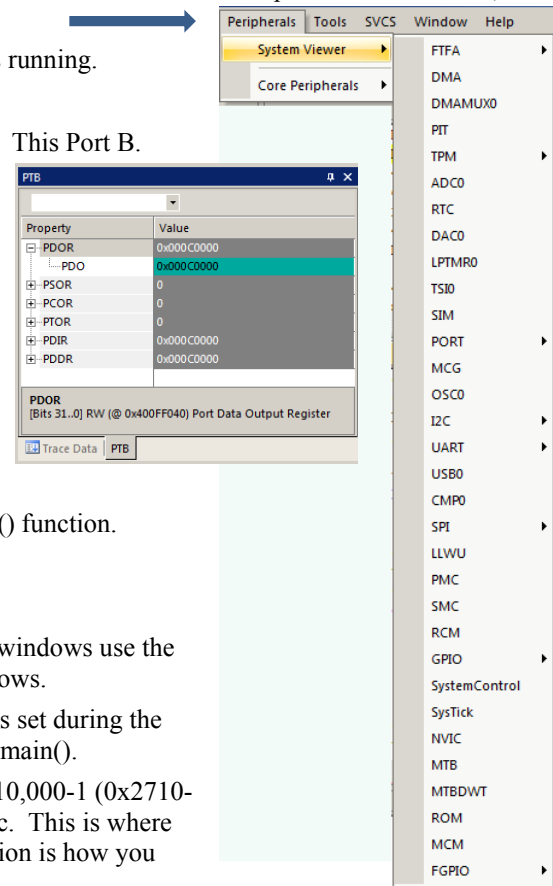 Peripherals Tools SVCS Window Help
System Viewer
Core Peripherals
running.
This Port B.
PTB
Property Value
PDOR 0x000C0000
PDO 0x000C0000
PSOR 0
PCOR 0
PTOR 0
PDIR 0x000C0000
PDDR 0x000C0000
PDOR
[Bits 31..0] RW (@ 0x400FF040) Port Data Output Register
Trace Data PTB
() function.
windows use the
ows.
s set during the
main().
10,000-1 (0x2710-
c. This is where
ion is how you
FTFA
DMA
DMAMUX0
PIT
TPM
ADC0
RTC
DAC0
LPTMR0
TSI0
SIM
PORT
MCG
OSC0
I2C
UART
USB0
CMP0
SPI
LLWU
PMC
SMC
RCM
GPIO
SystemControl
SysTick
NVIC
MTB
MTBDWT
ROM
MCM
FGPIO